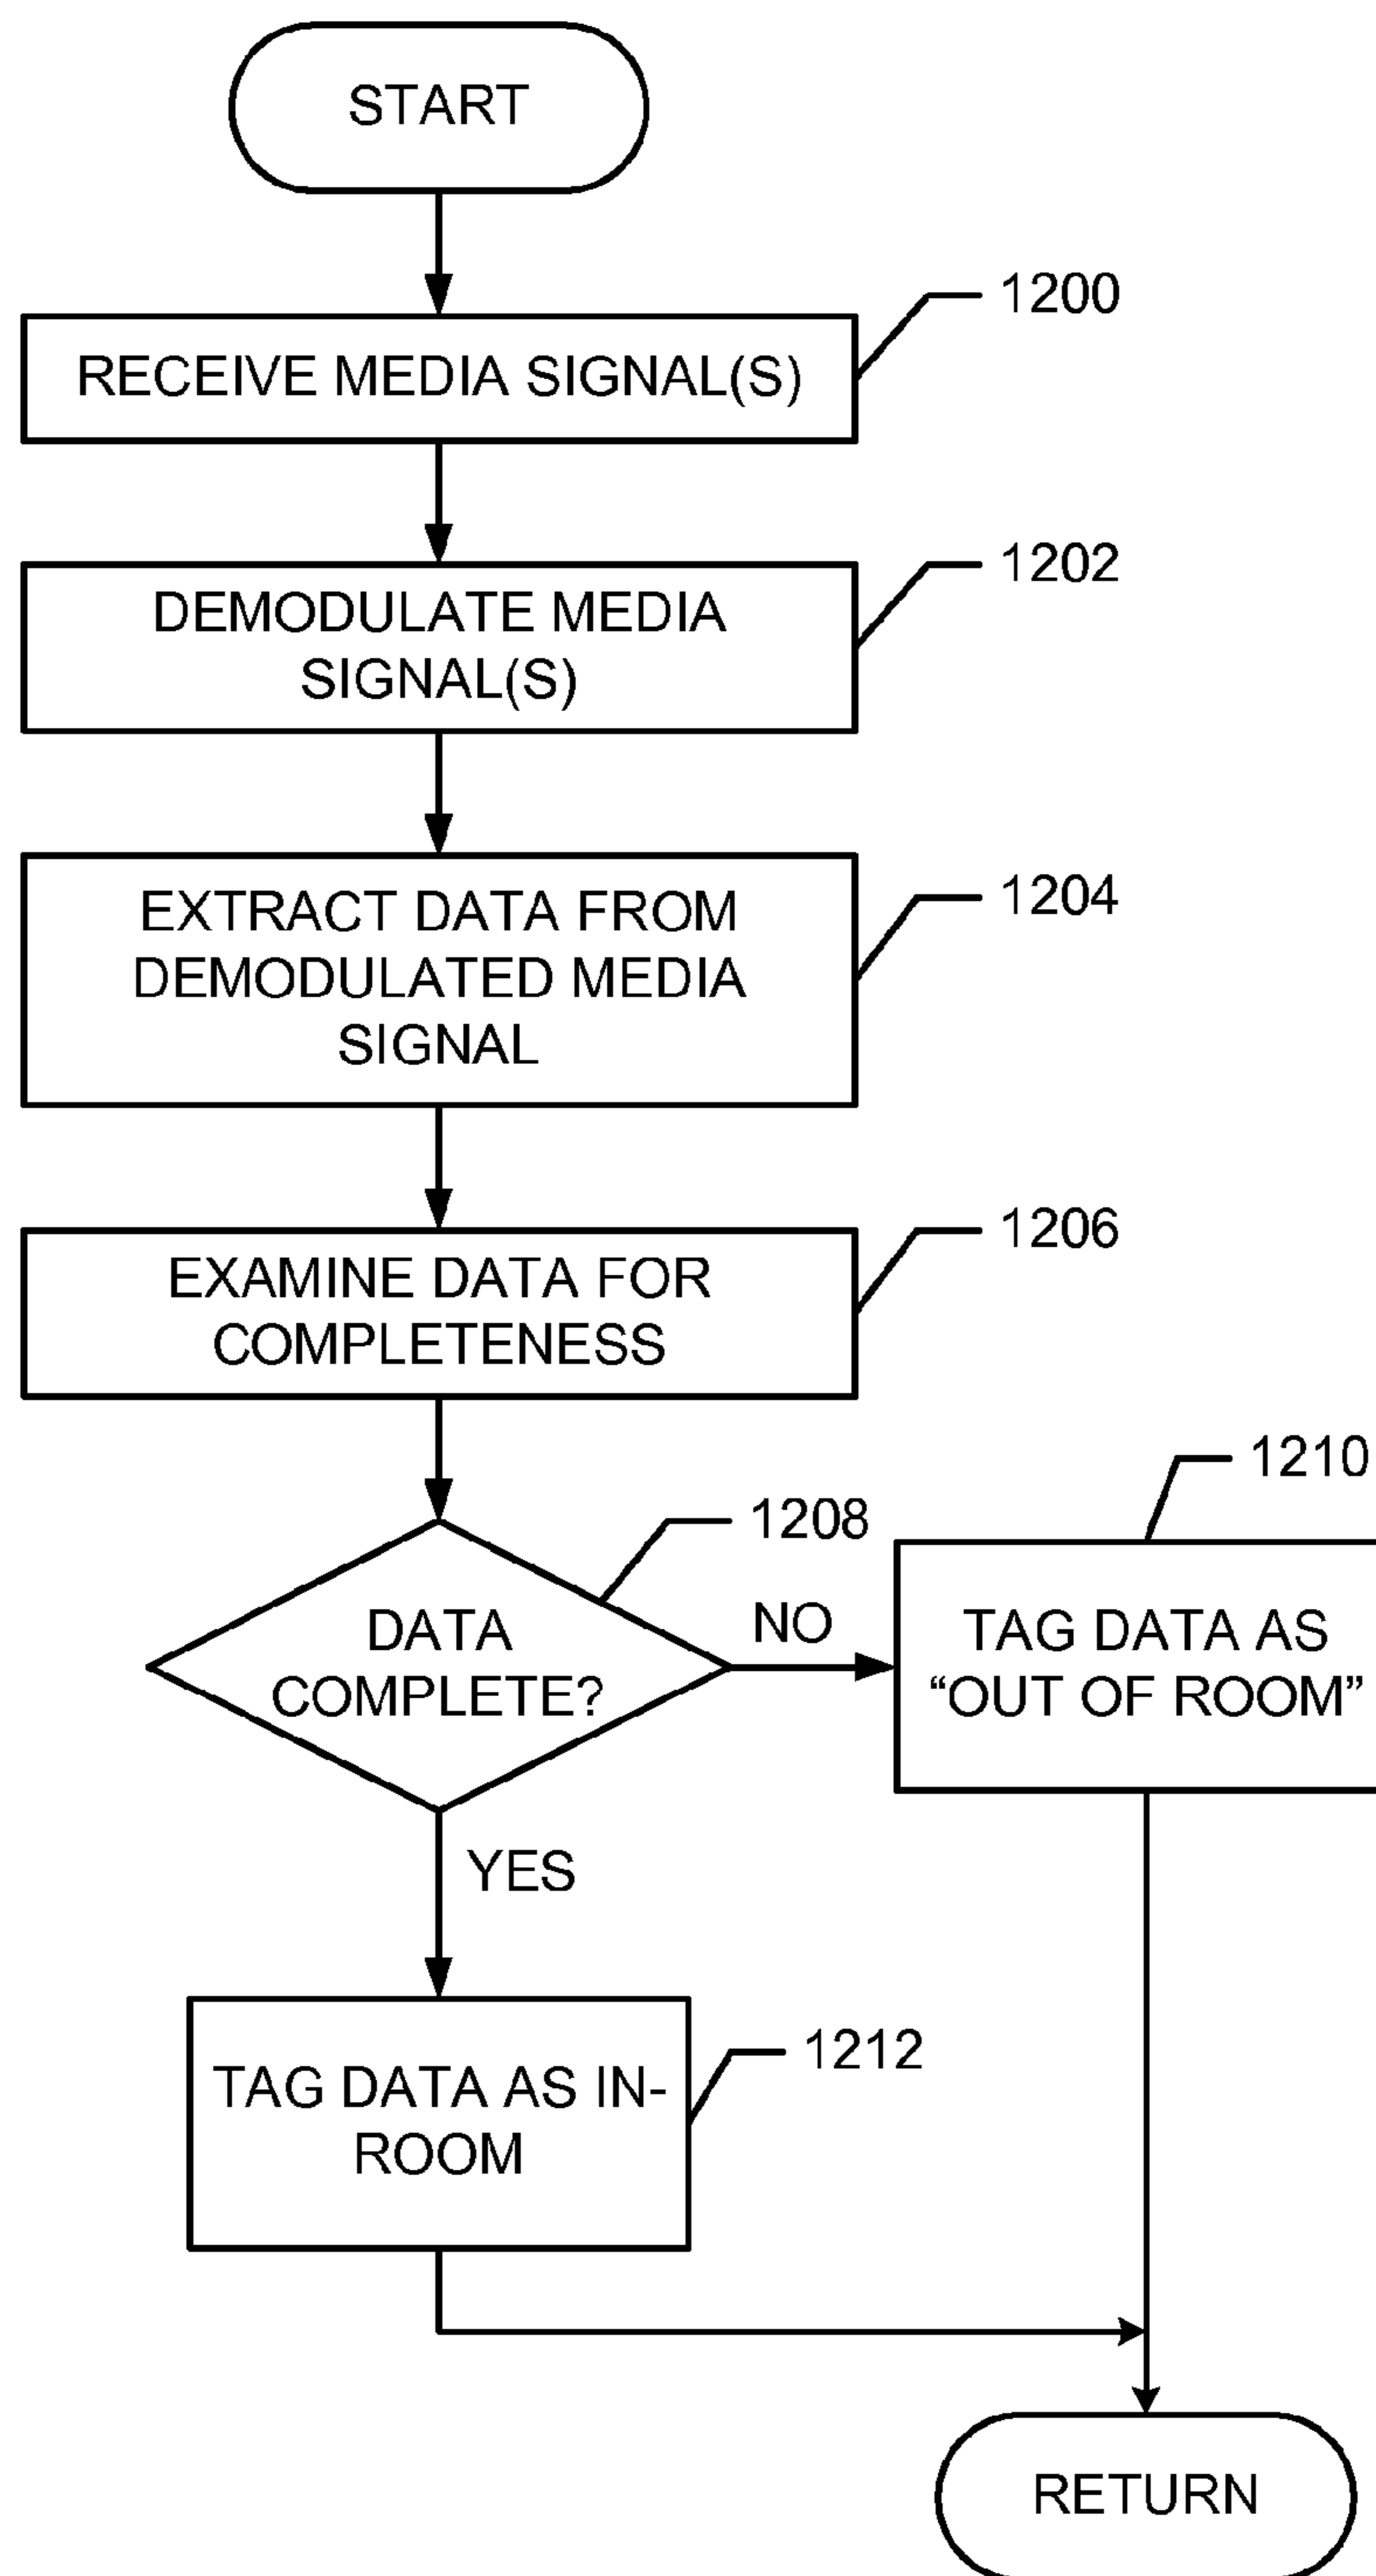 START
1200
RECEIVE MEDIA SIGNAL(S)
1202
DEMODULATE MEDIA
SIGNAL(S)
1204
EXTRACT DATA FROM
DEMODULATED MEDIA
SIGNAL
1206
EXAMINE DATA FOR
COMPLETENESS
1208
DATA
COMPLETE?
NO
1210
TAG DATA AS
“OUT OF ROOM”
YES
1212
TAG DATA AS IN-
ROOM
RETURN